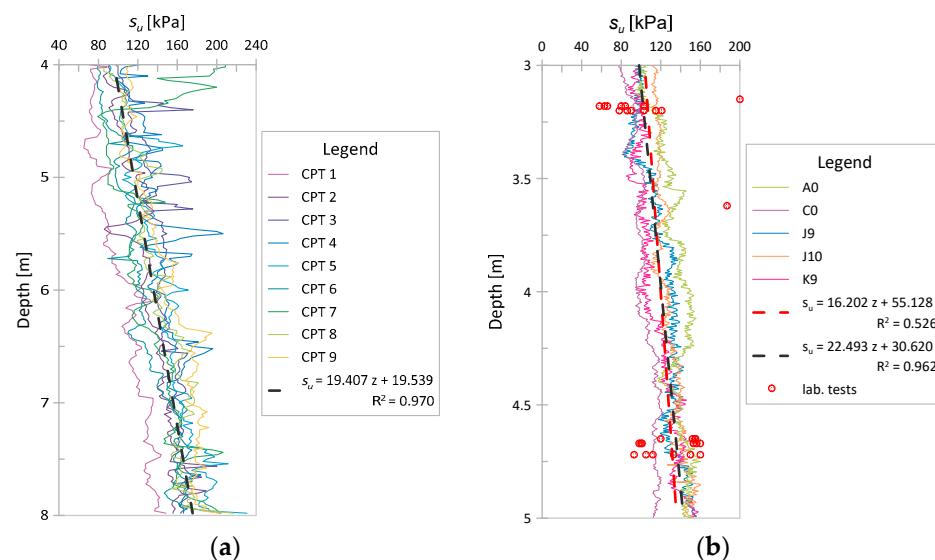 s_u [kPa]
40 80 120 160 200 240
4
5
6
7
8
Depth [m]
Legend
CPT 1
CPT 2
CPT 3
CPT 4
CPT 5
CPT 6
CPT 7
CPT 8
CPT 9
s_u = 19.407 z + 19.539
R² = 0.970
(a)
s_u [kPa]
0 40 80 120 160 200
3
3.5
4
4.5
5
Depth [m]
Legend
A0
C0
J9
J10
K9
s_u = 16.202 z + 55.128
R² = 0.526
s_u = 22.493 z + 30.620
R² = 0.962
lab. tests
(b)